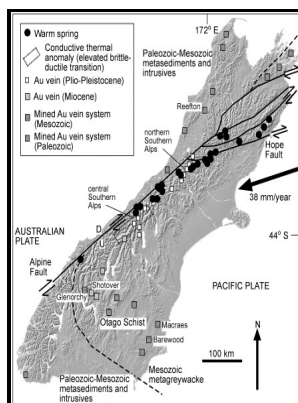 172° E
Warm spring
Conductive thermal
anomaly (elevated brittle-
ductile transition)
Au vein (Plio-Pleistocene)
Au vein (Miocene)
Mined Au vein system
(Mesozoic)
Mined Au vein system
(Paleozoic)
Paleozoic-Mesozoic
metasediments and
intrusives
Reefton
northern
Southern
Alps
Hope
Fault
central
Southern
Alps
38 mm/year
AUSTRALIAN
PLATE
D
U
44° S
Alpine
Fault
PACIFIC PLATE
Shotover
Glenorchy
Otago Schist
Macraes
Barewood
N
100 km
Paleozoic-Mesozoic
metasediments and
intrusives
Mesozoic
metagreywacke